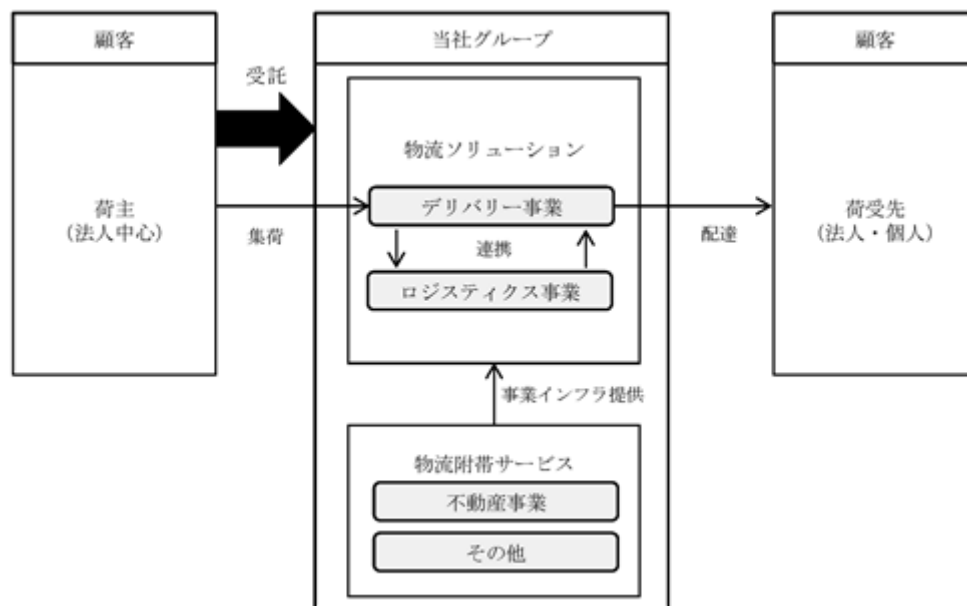 顧客
荷主
（法人中心）
受託
集荷
当社グループ
物流ソリューション
デリバリー事業
連携
ロジスティクス事業
事業インフラ提供
物流附帯サービス
不動産事業
その他
配達
顧客
荷受先
（法人・個人）